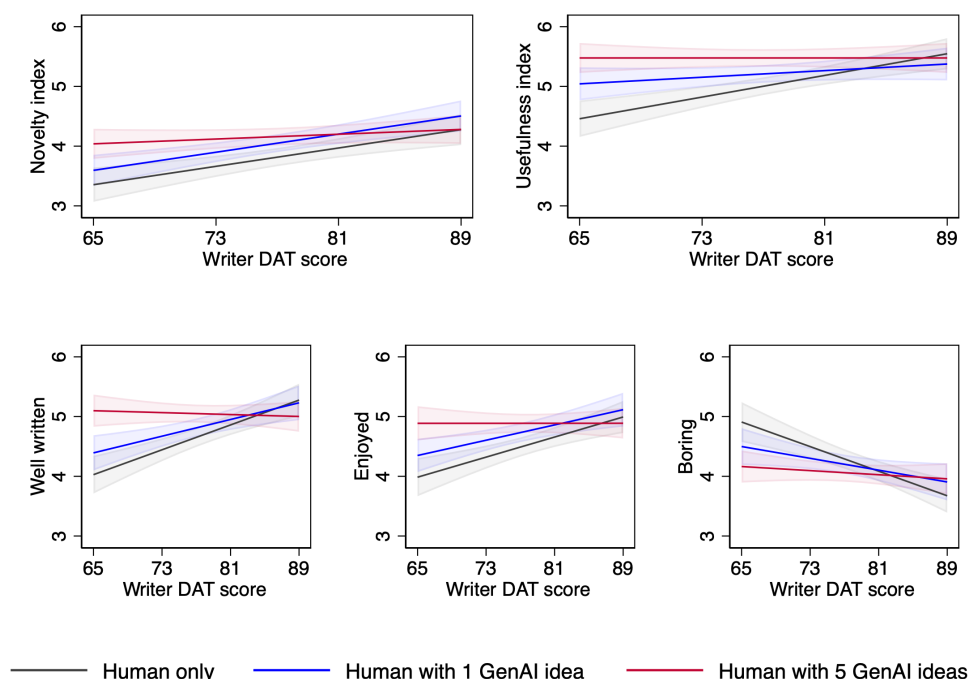 Novelty index
6
5
4
3
65 73 81 89
Writer DAT score
Usefulness index
6
5
4
3
65 73 81 89
Writer DAT score
Well written
6
5
4
3
65 73 81 89
Writer DAT score
Enjoyed
6
5
4
3
65 73 81 89
Writer DAT score
Boring
6
5
4
3
65 73 81 89
Writer DAT score
Human only Human with 1 GenAI idea Human with 5 GenAI ideas